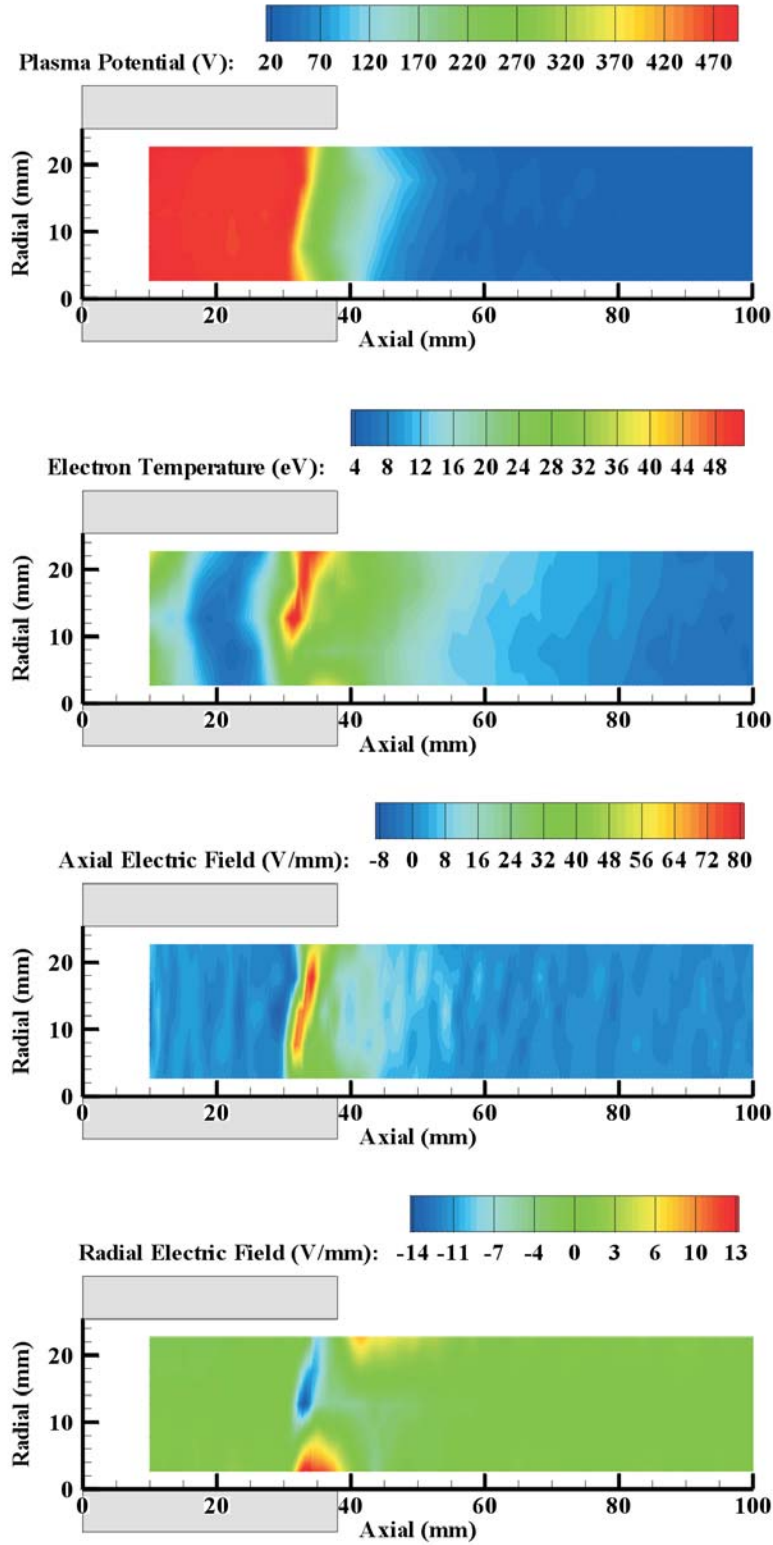 Plasma Potential (V): 20 70 120 170 220 270 320 370 420 470
20
10
0
Radial (mm)
0 20 40 60 80 100
Axial (mm)
Electron Temperature (eV): 4 8 12 16 20 24 28 32 36 40 44 48
20
10
0
Radial (mm)
0 20 40 60 80 100
Axial (mm)
Axial Electric Field (V/mm): -8 0 8 16 24 32 40 48 56 64 72 80
20
10
0
Radial (mm)
0 20 40 60 80 100
Axial (mm)
Radial Electric Field (V/mm): -14 -11 -7 -4 0 3 6 10 13
20
10
0
Radial (mm)
0 20 40 60 80 100
Axial (mm)